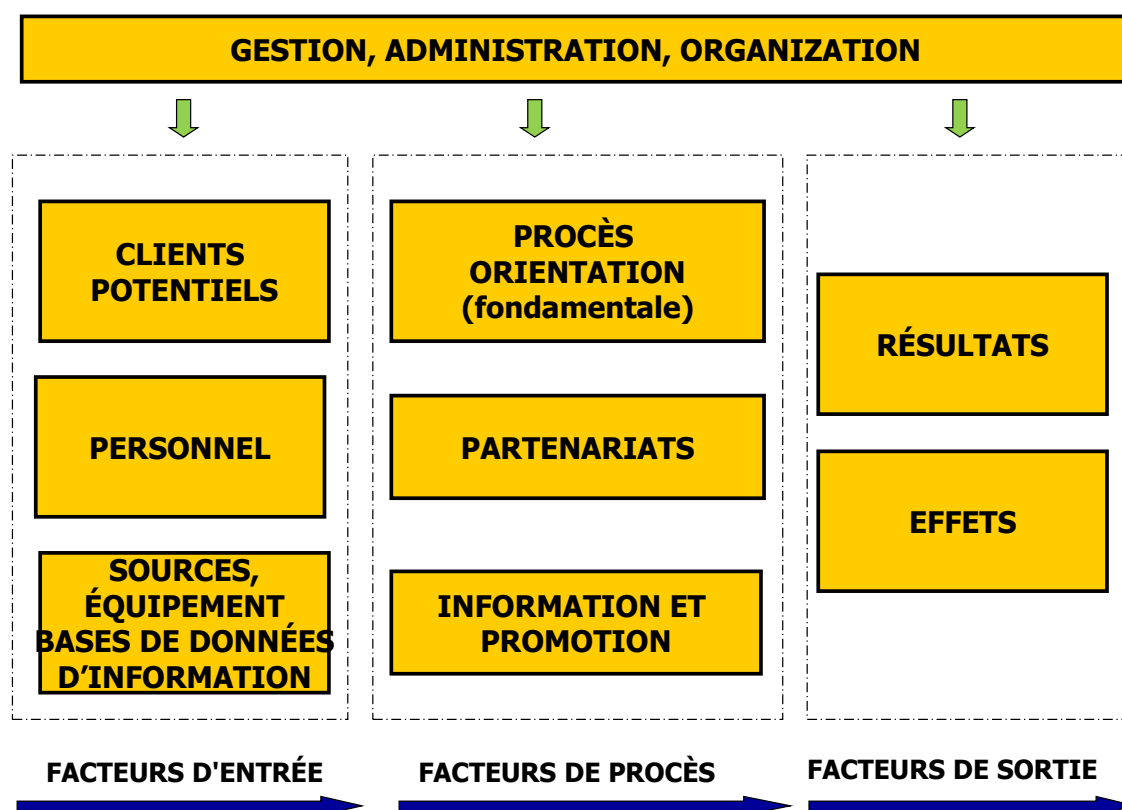 GESTION, ADMINISTRATION, ORGANIZATION
CLIENTS
POTENTIELS
PERSONNEL
SOURCES,
ÉQUIPEMENT
BASES DE DONNÉES
D’INFORMATION
PROCÈS
ORIENTATION
(fondamentale)
PARTENARIATS
INFORMATION ET
PROMOTION
RÉSULTATS
EFFETS
FACTEURS D'ENTRÉE
FACTEURS DE PROCÈS
FACTEURS DE SORTIE